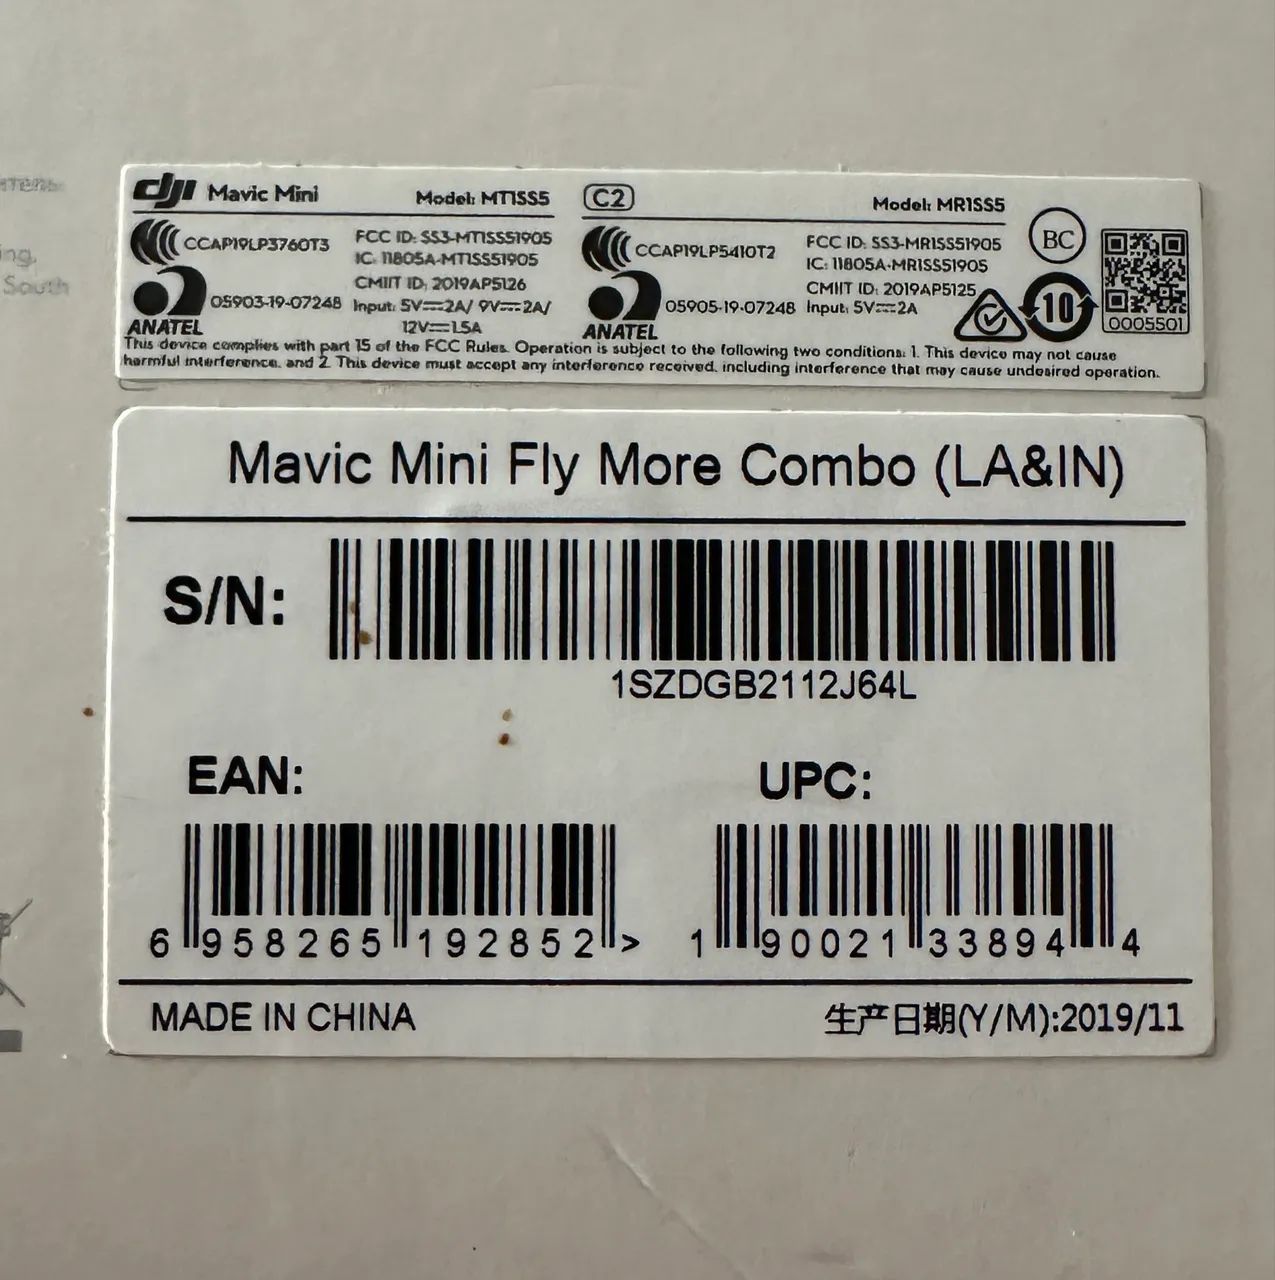 ing,
South
dji Mavic Mini Model: MT1SS5
CCAP19LP3760T3
FCC ID: SS3-MT1SS51905
IC: 11805A-MT1SS51905
CMIIT ID: 2019AP5126
ANATEL 05903-19-07248
Input: 5V⎓2A/ 9V⎓2A/
12V⎓1.5A
C2 Model: MR1SS5
CCAP19LP5410T2
FCC ID: SS3-MR1SS51905
IC: 11805A-MR1SS51905
CMIIT ID: 2019AP5125
ANATEL 05905-19-07248
Input: 5V⎓2A
BC
10
0005501
This device complies with part 15 of the FCC Rules. Operation is subject to the following two conditions: 1. This device may not cause
harmful interference, and 2. This device must accept any interference received, including interference that may cause undesired operation.
Mavic Mini Fly More Combo (LA&IN)
S/N:
1SZDGB2112J64L
EAN:
6 958265 192852 >
UPC:
1 90021 33894 4
MADE IN CHINA
生产日期(Y/M):2019/11